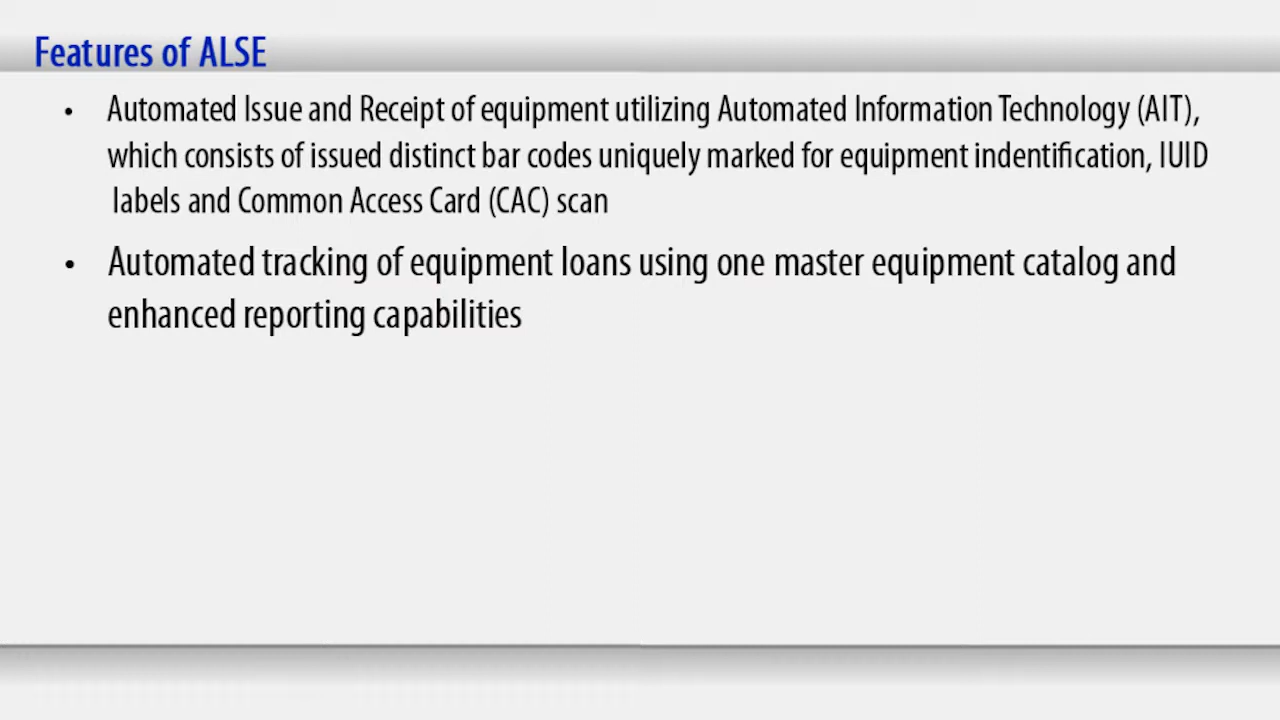 Features of ALSE
• Automated Issue and Receipt of equipment utilizing Automated Information Technology (AIT),
which consists of issued distinct bar codes uniquely marked for equipment indentification, IUID
labels and Common Access Card (CAC) scan
• Automated tracking of equipment loans using one master equipment catalog and
enhanced reporting capabilities